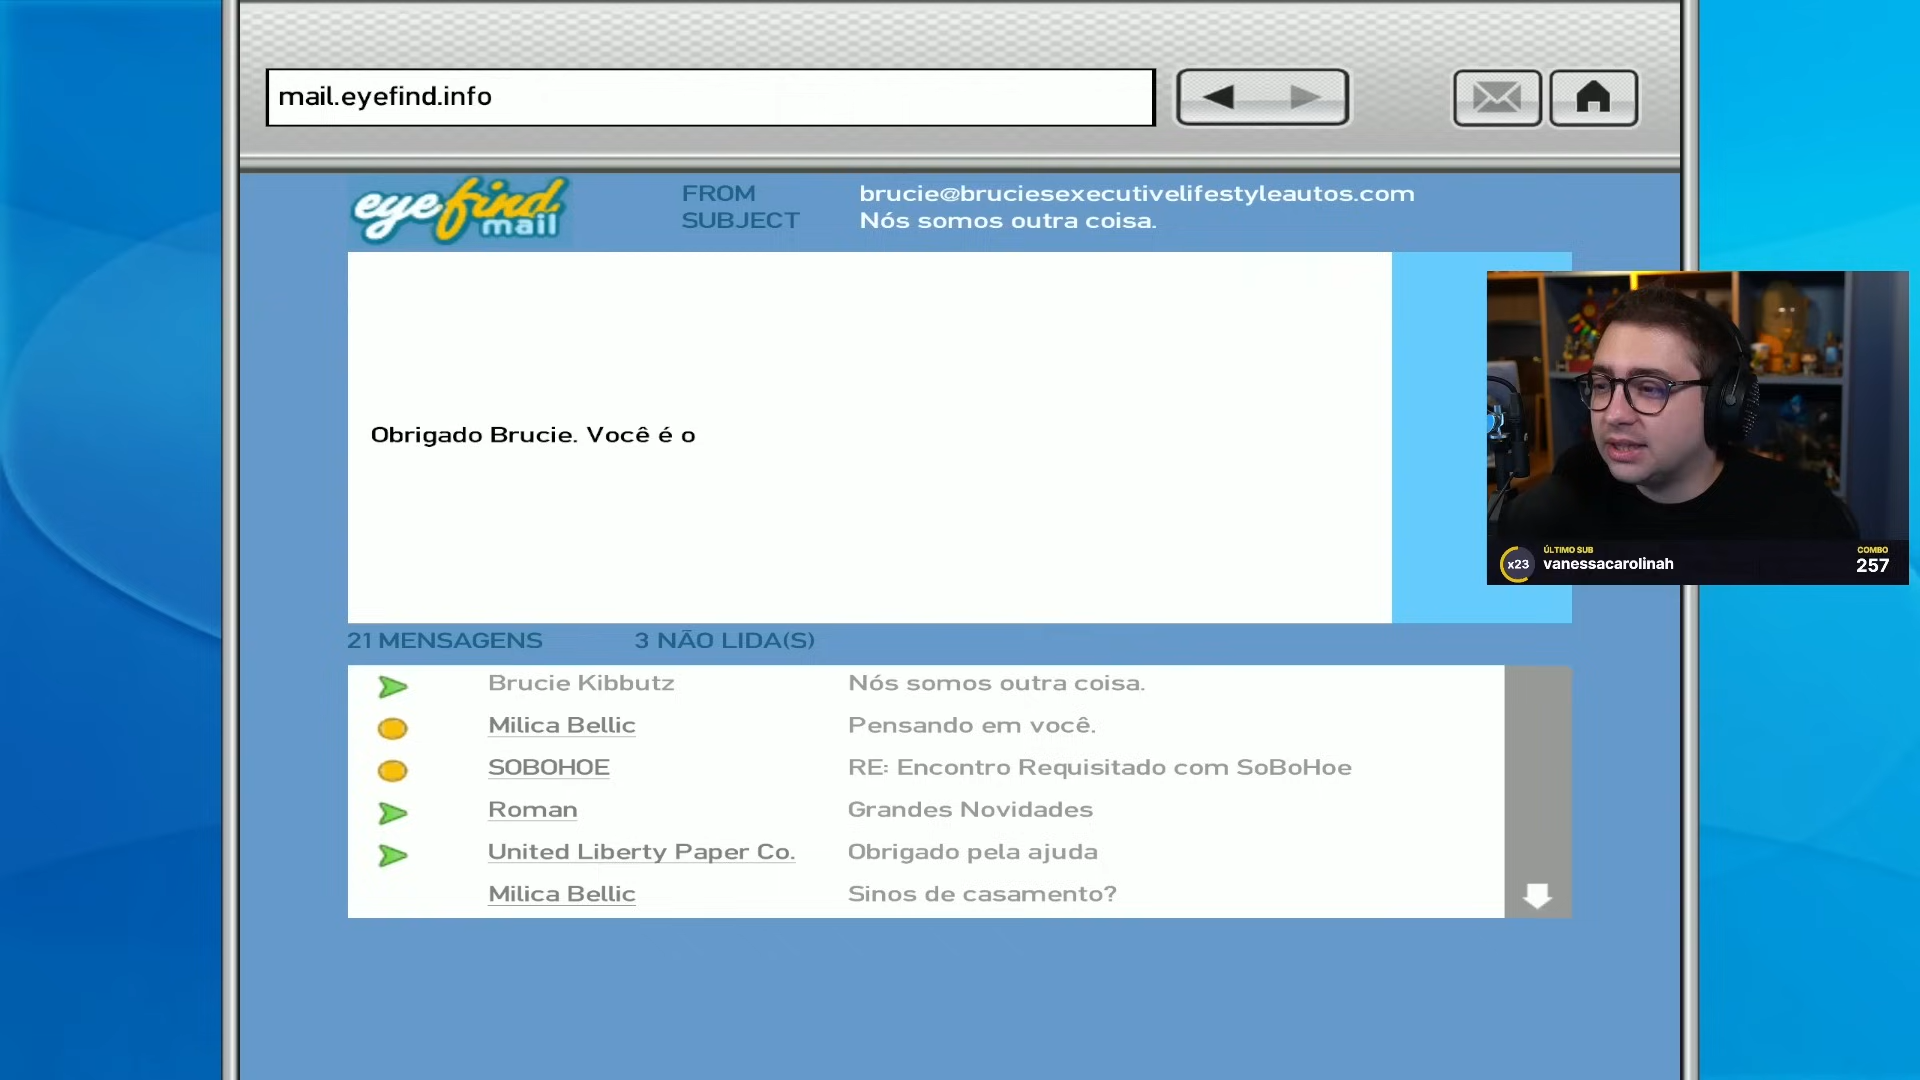 mail.eyefind.info
eyefind mail
FROM brucie@bruciesexecutivelifestyleautos.com
SUBJECT Nós somos outra coisa.
Obrigado Brucie. Você é o
x23 ÚLTIMO SUB vanessacarolinah COMBO 257
21 MENSAGENS 3 NÃO LIDA(S)
Brucie Kibbutz Nós somos outra coisa.
Milica Bellic Pensando em você.
SOBOHOE RE: Encontro Requisitado com SoBoHoe
Roman Grandes Novidades
United Liberty Paper Co. Obrigado pela ajuda
Milica Bellic Sinos de casamento?